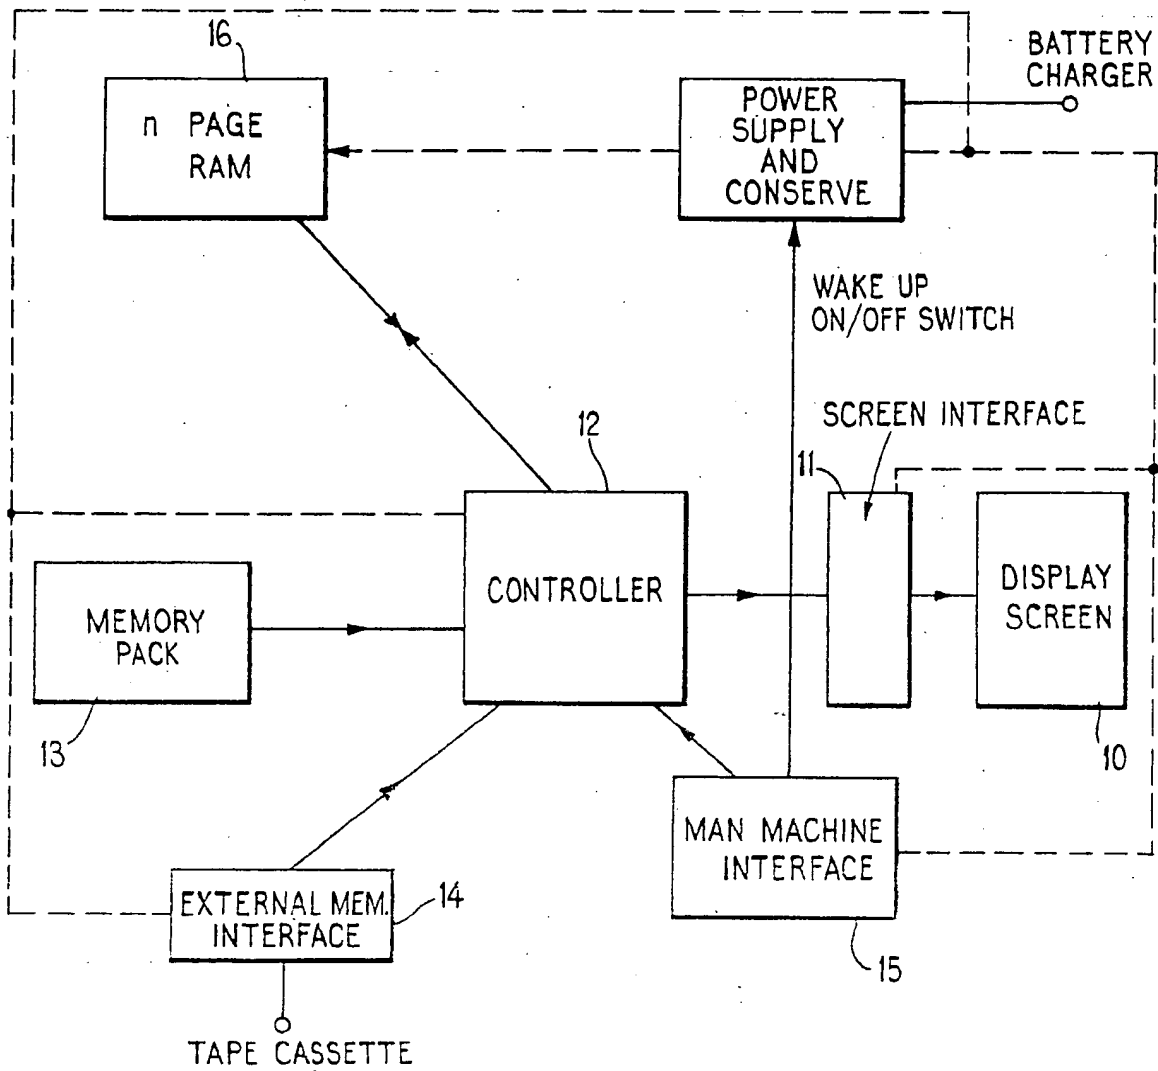 16
BATTERY
CHARGER
n PAGE
RAM
POWER
SUPPLY
AND
CONSERVE
WAKE UP
ON/OFF SWITCH
SCREEN INTERFACE
12
11
CONTROLLER
DISPLAY
SCREEN
MEMORY
PACK
13
10
MAN MACHINE
INTERFACE
EXTERNAL MEM.
INTERFACE
14
15
TAPE CASSETTE